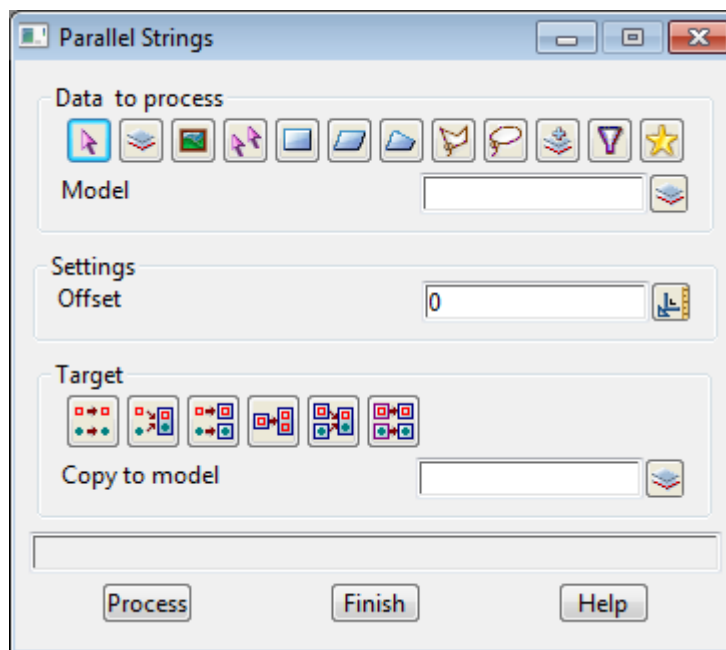 Parallel Strings
Data to process
Model
Settings
Offset 0
Target
Copy to model
Process Finish Help